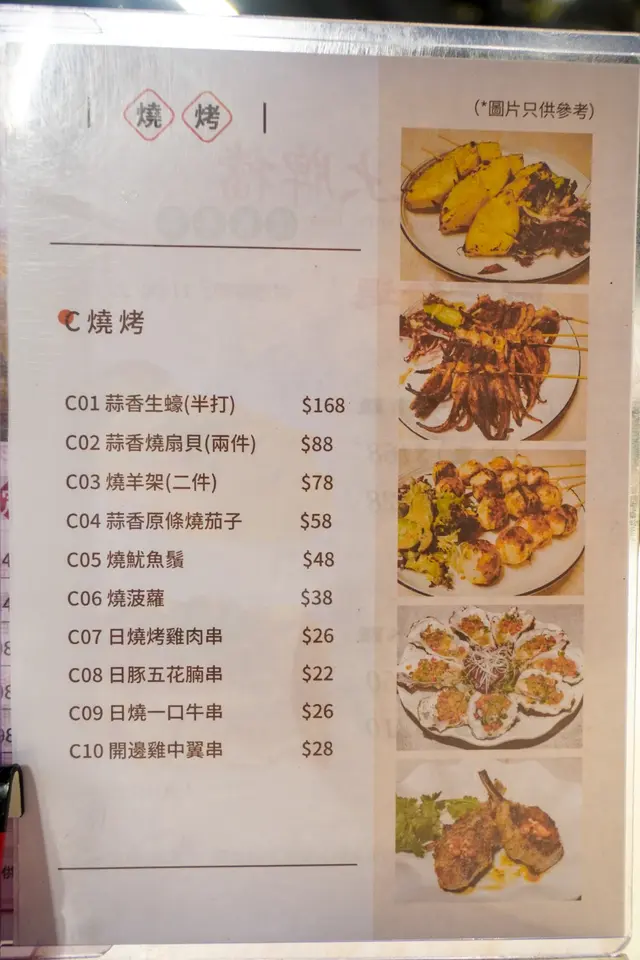 燒烤
(*圖片只供參考)
C 燒烤
C01 蒜香生蠔(半打) $168
C02 蒜香燒扇貝(兩件) $88
C03 燒羊架(二件) $78
C04 蒜香原條燒茄子 $58
C05 燒魷魚鬚 $48
C06 燒菠蘿 $38
C07 日燒烤雞肉串 $26
C08 日豚五花腩串 $22
C09 日燒一口牛串 $26
C10 開邊雞中翼串 $28